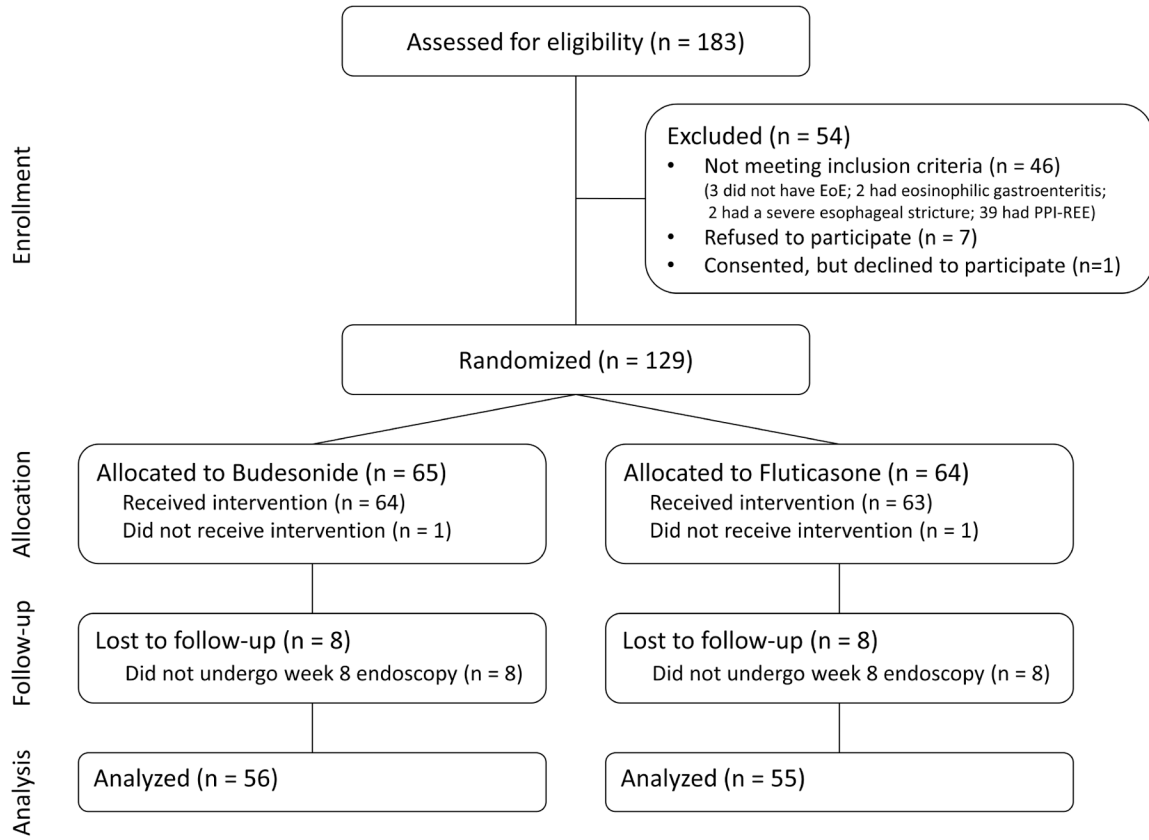 Assessed for eligibility (n = 183)
Enrollment
Excluded (n = 54)
• Not meeting inclusion criteria (n = 46)
(3 did not have EoE; 2 had eosinophilic gastroenteritis;
2 had a severe esophageal stricture; 39 had PPI-REE)
• Refused to participate (n = 7)
• Consented, but declined to participate (n=1)
Randomized (n = 129)
Allocation
Allocated to Budesonide (n = 65)
Received intervention (n = 64)
Did not receive intervention (n = 1)
Allocated to Fluticasone (n = 64)
Received intervention (n = 63)
Did not receive intervention (n = 1)
Follow-up
Lost to follow-up (n = 8)
Did not undergo week 8 endoscopy (n = 8)
Lost to follow-up (n = 8)
Did not undergo week 8 endoscopy (n = 8)
Analysis
Analyzed (n = 56)
Analyzed (n = 55)